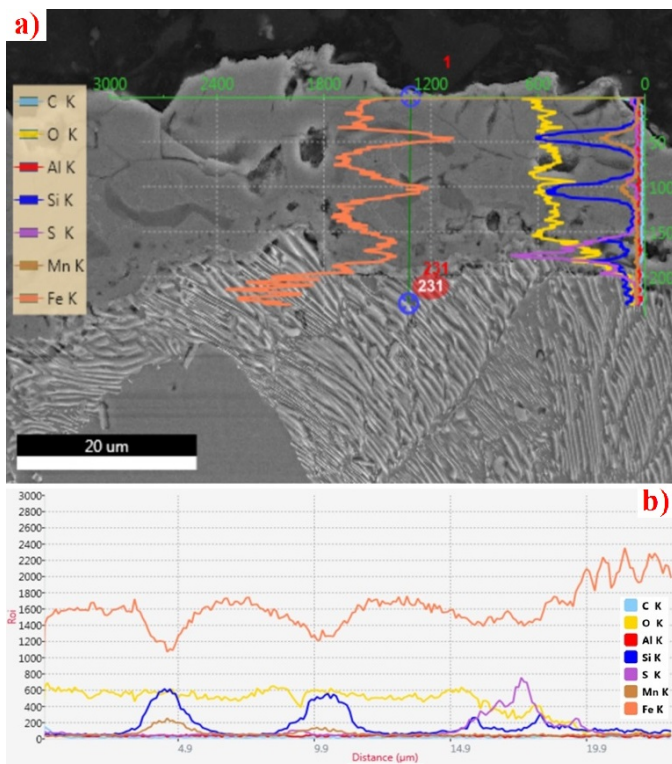 a)
1
3000 2400 1800 1200 600 0
C K
O K
Al K
Si K
S K
Mn K
Fe K
50
100
150
200
231
231
20 um
b)
3000
2800
2600
2400
2200
2000
1800
1600
1400
1200
1000
800
600
400
200
0
Roi
C K
O K
Al K
Si K
S K
Mn K
Fe K
4.9 9.9 14.9 19.9
Distance (µm)